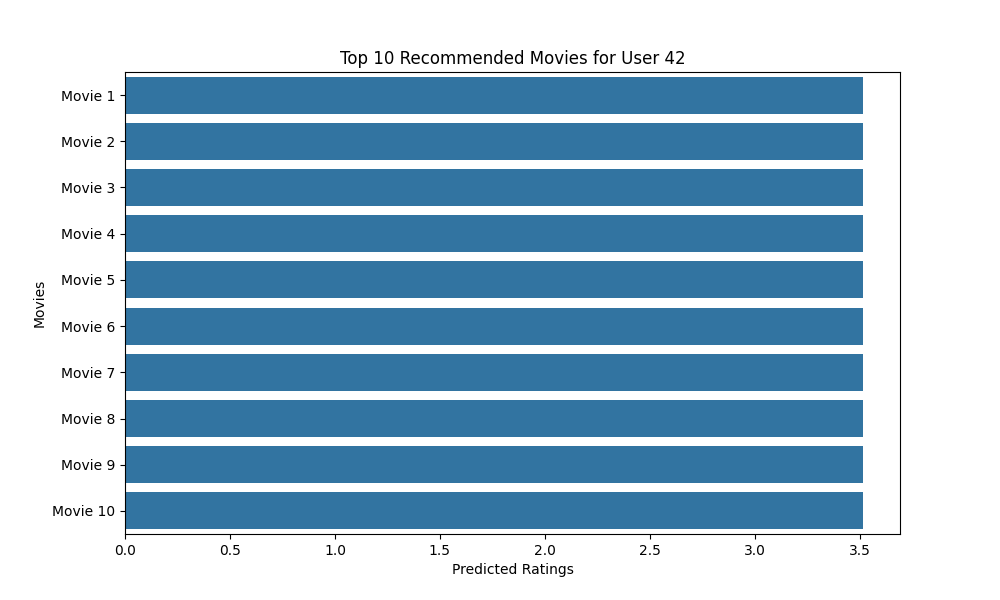 Top 10 Recommended Movies for User 42
Movie 1
Movie 2
Movie 3
Movie 4
Movie 5
Movie 6
Movie 7
Movie 8
Movie 9
Movie 10
Movies
0.0 0.5 1.0 1.5 2.0 2.5 3.0 3.5
Predicted Ratings